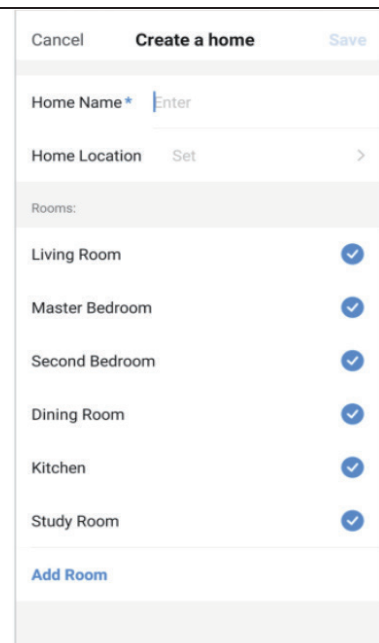 Cancel Create a home Save
Home Name* Enter
Home Location Set
Rooms:
Living Room
Master Bedroom
Second Bedroom
Dining Room
Kitchen
Study Room
Add Room